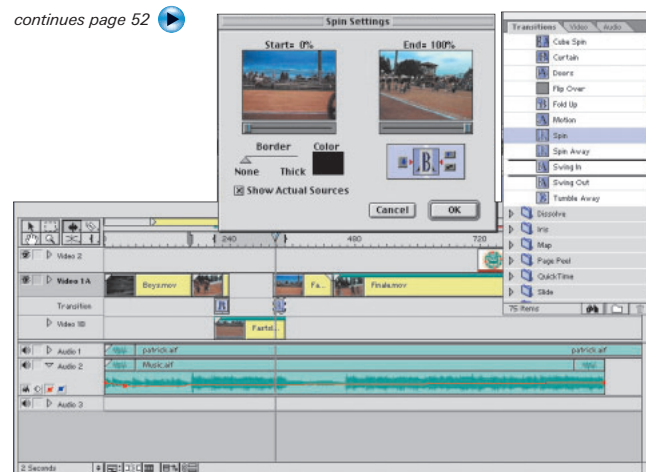 continues page 52
Spin Settings
Start= 0%
End= 100%
Border
Color
None
Thick
Show Actual Sources
Cancel
OK
Transitions
Video
Audio
Cube Spin
Curtain
Doors
Flip Over
Fold Up
Motion
Spin
Spin Away
Swing In
Swing Out
Tumble Away
Dissolve
Iris
Map
Page Peel
QuickTime
Slide
75 items
240
480
720
Video 2
Video 1A
Boys.mov
Fa...
Finale.mov
Transition
Video 1B
Fastsl...
Audio 1
patrick.aif
patrick.aif
Audio 2
Music.aif
Audio 3
2 Seconds